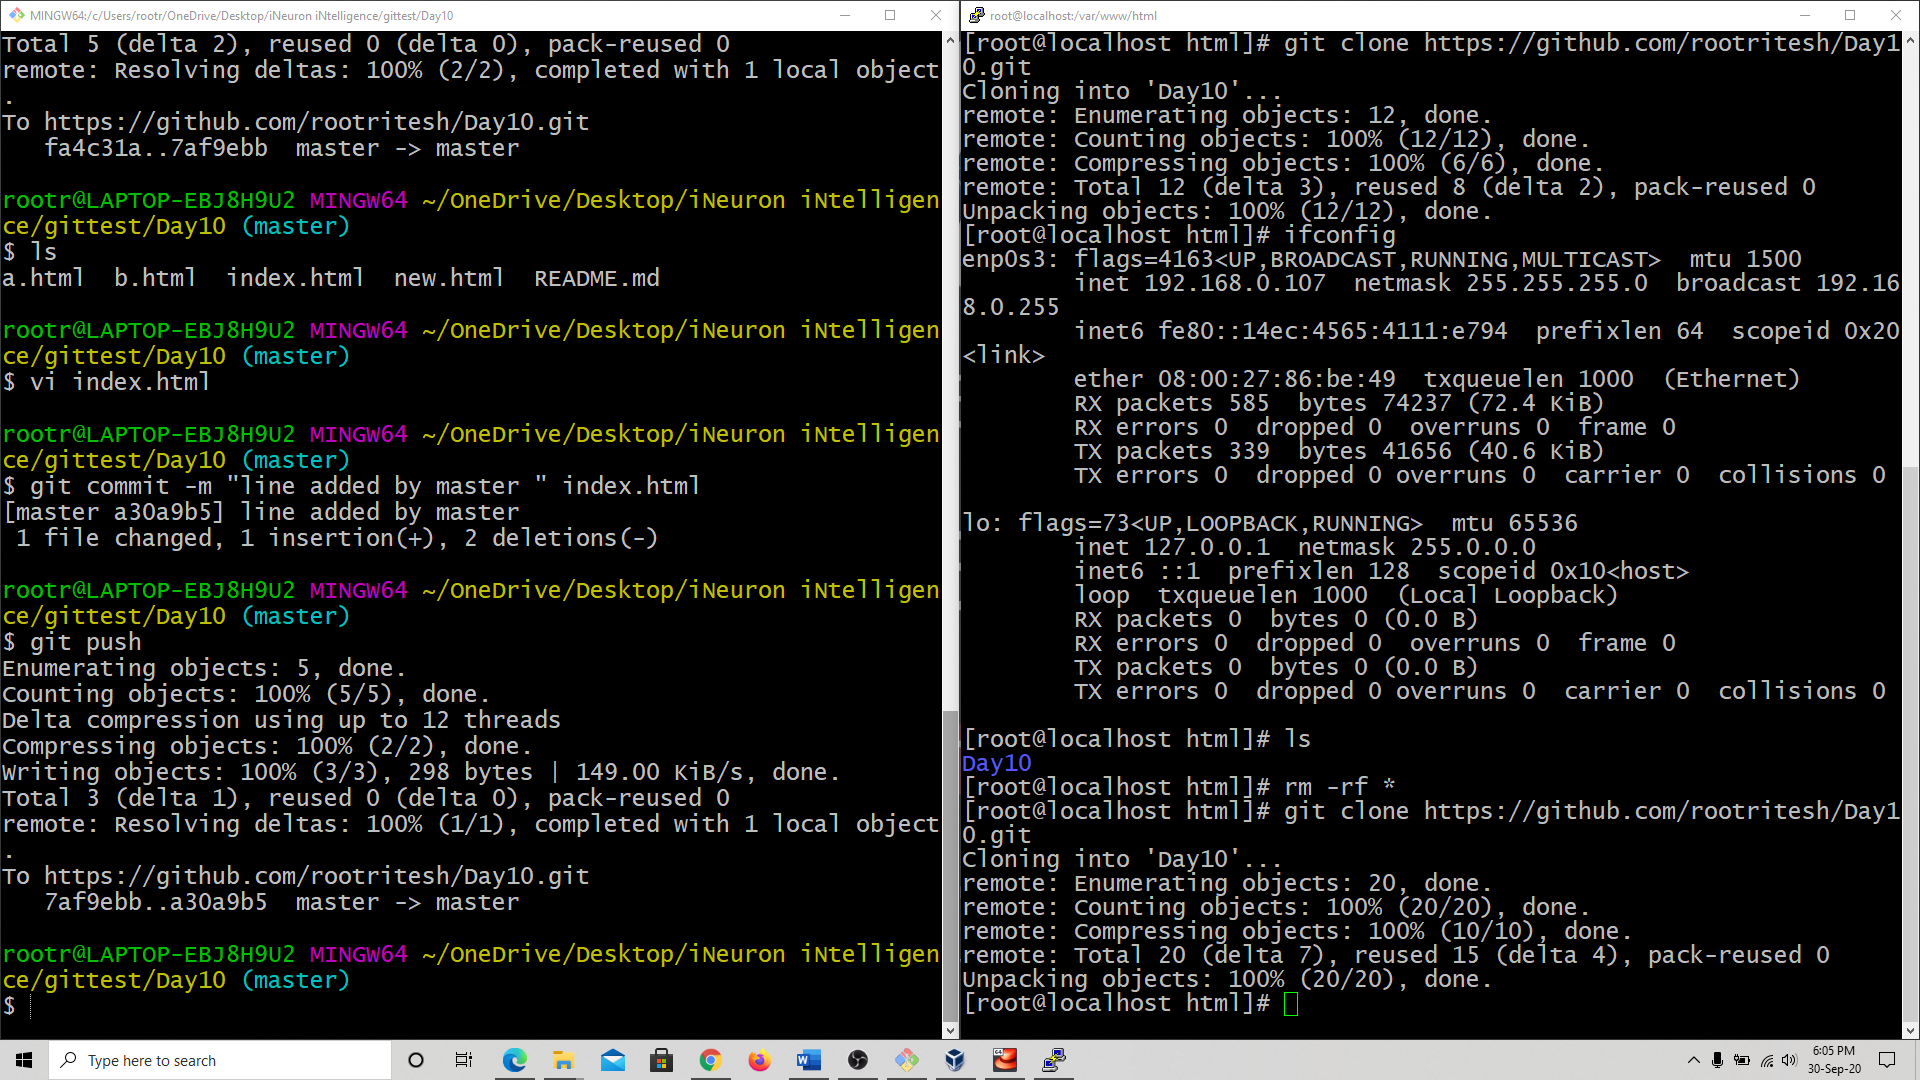 MINGW64:/c/Users/rootr/OneDrive/Desktop/iNeuron iNtelligence/gittest/Day10
Total 5 (delta 2), reused 0 (delta 0), pack-reused 0
remote: Resolving deltas: 100% (2/2), completed with 1 local object
.
To https://github.com/rootritesh/Day10.git
   fa4c31a..7af9ebb  master -> master
rootr@LAPTOP-EBJ8H9U2 MINGW64 ~/OneDrive/Desktop/iNeuron iNtelligen
ce/gittest/Day10 (master)
$ ls
a.html  b.html  index.html  new.html  README.md
rootr@LAPTOP-EBJ8H9U2 MINGW64 ~/OneDrive/Desktop/iNeuron iNtelligen
ce/gittest/Day10 (master)
$ vi index.html
rootr@LAPTOP-EBJ8H9U2 MINGW64 ~/OneDrive/Desktop/iNeuron iNtelligen
ce/gittest/Day10 (master)
$ git commit -m "line added by master " index.html
[master a30a9b5] line added by master
 1 file changed, 1 insertion(+), 2 deletions(-)
rootr@LAPTOP-EBJ8H9U2 MINGW64 ~/OneDrive/Desktop/iNeuron iNtelligen
ce/gittest/Day10 (master)
$ git push
Enumerating objects: 5, done.
Counting objects: 100% (5/5), done.
Delta compression using up to 12 threads
Compressing objects: 100% (2/2), done.
Writing objects: 100% (3/3), 298 bytes | 149.00 KiB/s, done.
Total 3 (delta 1), reused 0 (delta 0), pack-reused 0
remote: Resolving deltas: 100% (1/1), completed with 1 local object
.
To https://github.com/rootritesh/Day10.git
   7af9ebb..a30a9b5  master -> master
rootr@LAPTOP-EBJ8H9U2 MINGW64 ~/OneDrive/Desktop/iNeuron iNtelligen
ce/gittest/Day10 (master)
$
root@localhost:/var/www/html
[root@localhost html]# git clone https://github.com/rootritesh/Day1
0.git
Cloning into 'Day10'...
remote: Enumerating objects: 12, done.
remote: Counting objects: 100% (12/12), done.
remote: Compressing objects: 100% (6/6), done.
remote: Total 12 (delta 3), reused 8 (delta 2), pack-reused 0
Unpacking objects: 100% (12/12), done.
[root@localhost html]# ifconfig
enp0s3: flags=4163<UP,BROADCAST,RUNNING,MULTICAST>  mtu 1500
        inet 192.168.0.107  netmask 255.255.255.0  broadcast 192.16
8.0.255
        inet6 fe80::14ec:4565:4111:e794  prefixlen 64  scopeid 0x20
<link>
        ether 08:00:27:86:be:49  txqueuelen 1000  (Ethernet)
        RX packets 585  bytes 74237 (72.4 KiB)
        RX errors 0  dropped 0  overruns 0  frame 0
        TX packets 339  bytes 41656 (40.6 KiB)
        TX errors 0  dropped 0 overruns 0  carrier 0  collisions 0
lo: flags=73<UP,LOOPBACK,RUNNING>  mtu 65536
        inet 127.0.0.1  netmask 255.0.0.0
        inet6 ::1  prefixlen 128  scopeid 0x10<host>
        loop  txqueuelen 1000  (Local Loopback)
        RX packets 0  bytes 0 (0.0 B)
        RX errors 0  dropped 0  overruns 0  frame 0
        TX packets 0  bytes 0 (0.0 B)
        TX errors 0  dropped 0 overruns 0  carrier 0  collisions 0
[root@localhost html]# ls
Day10
[root@localhost html]# rm -rf *
[root@localhost html]# git clone https://github.com/rootritesh/Day1
0.git
Cloning into 'Day10'...
remote: Enumerating objects: 20, done.
remote: Counting objects: 100% (20/20), done.
remote: Compressing objects: 100% (10/10), done.
remote: Total 20 (delta 7), reused 15 (delta 4), pack-reused 0
Unpacking objects: 100% (20/20), done.
[root@localhost html]#
Type here to search
6:05 PM
30-Sep-20